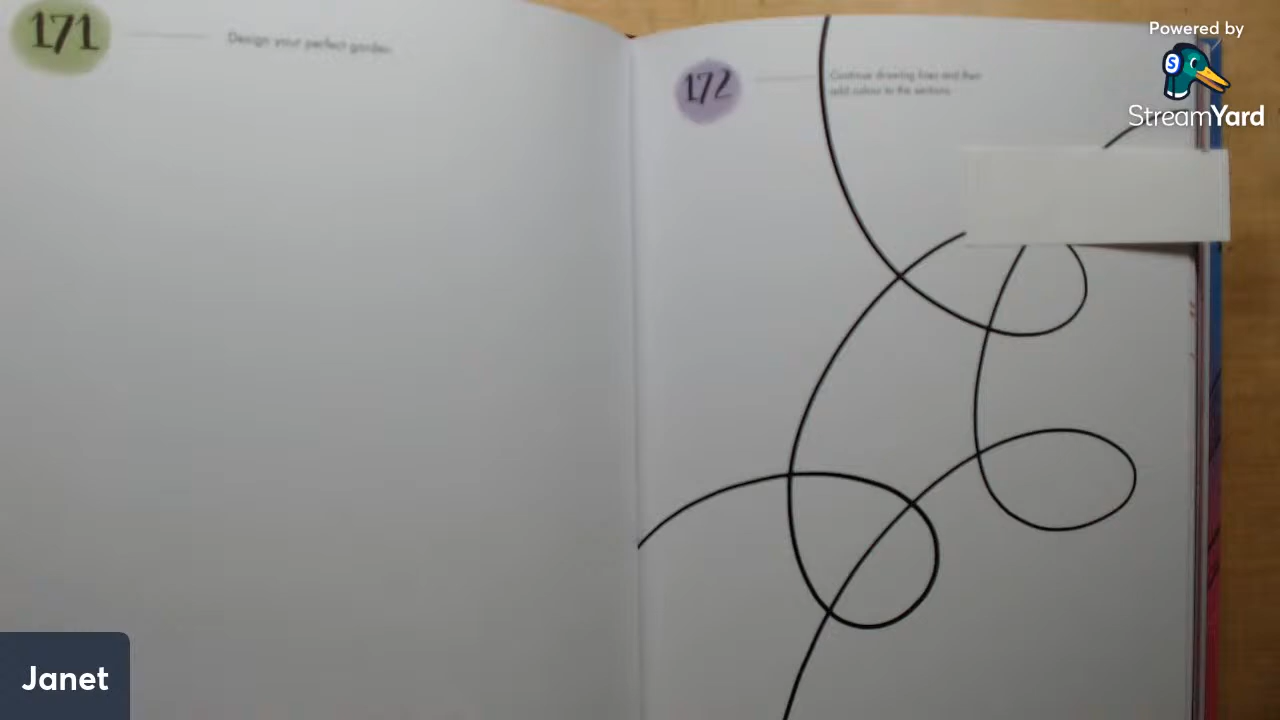 171
Design your perfect garden.
172
Continue drawing lines and then
add colour to the sections.
Powered by
S
StreamYard
Janet